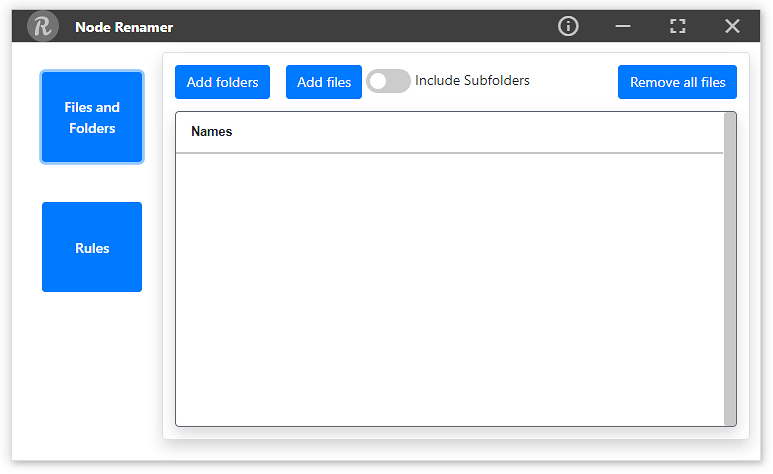 R Node Renamer
Files and
Folders
Rules
Add folders Add files Include Subfolders Remove all files
Names